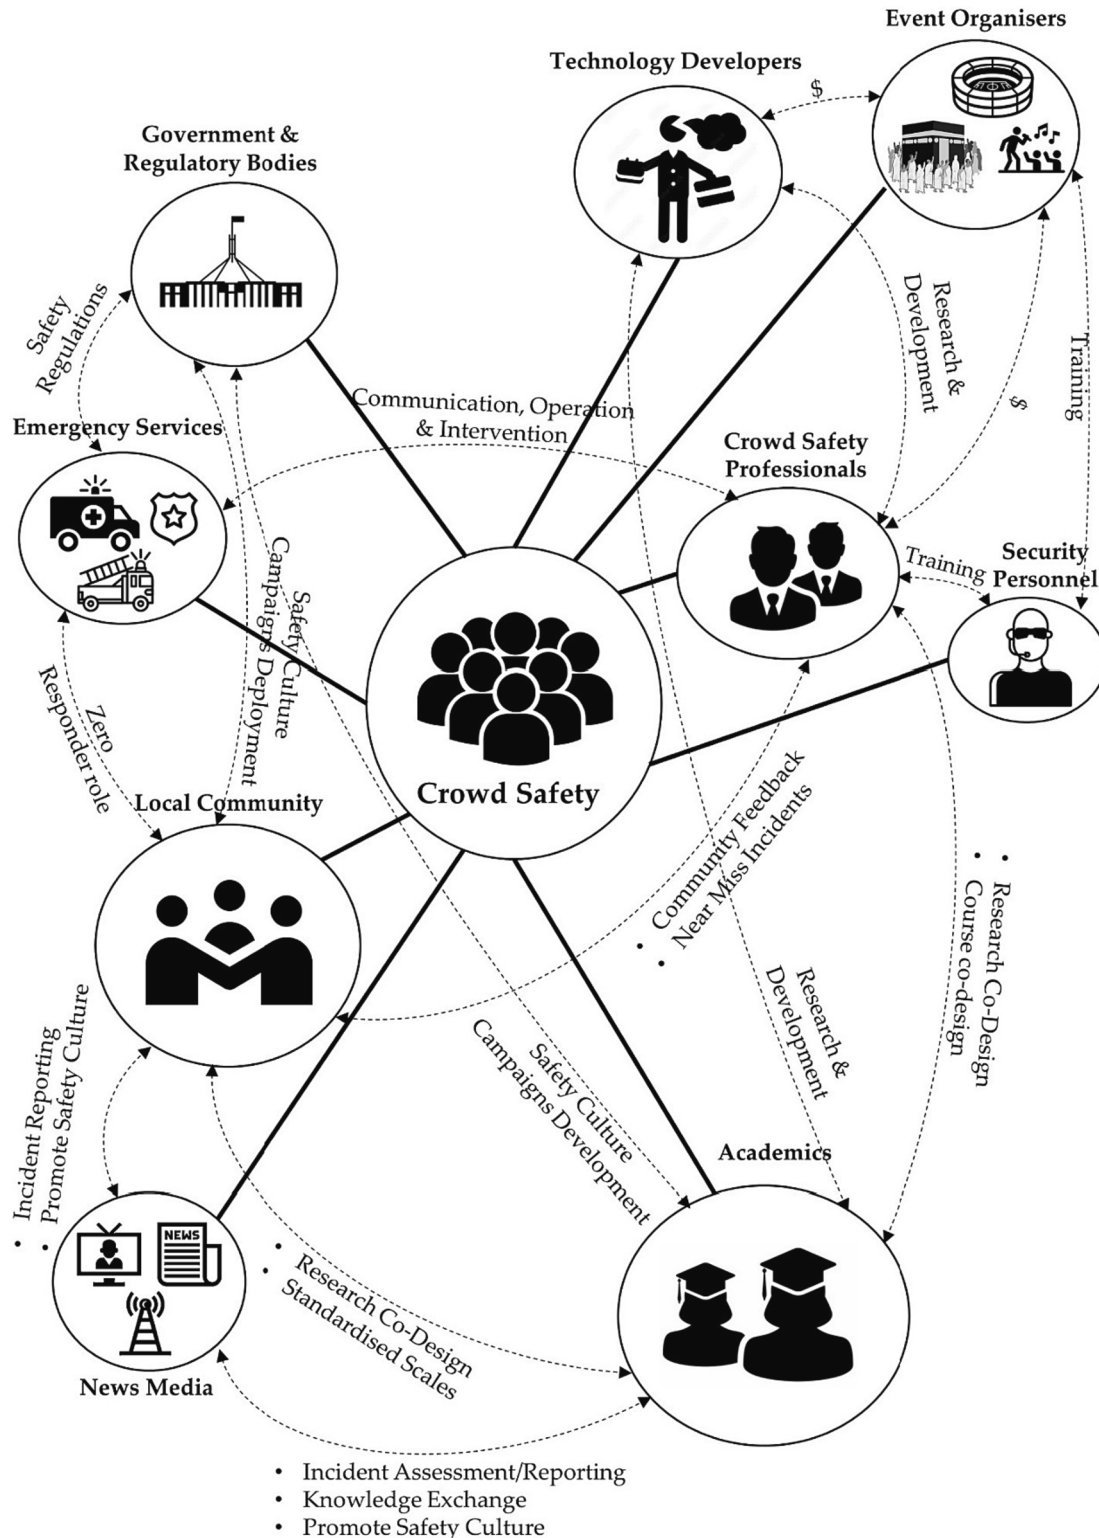 Event Organisers
Technology Developers
$
Government &
Regulatory Bodies
Safety
Regulations
Research &
Development
Training
$
Communication, Operation
& Intervention
Emergency Services
Crowd Safety
Professionals
Training
Security
Personnel
Safety Culture
Campaigns Deployment
Zero
Responder role
Crowd Safety
Local Community
• Community Feedback
• Near Miss Incidents
• Research Co-Design
• Course co-design
Research &
Development
Safety Culture
Campaigns Development
• Incident Reporting
• Promote Safety Culture
Academics
NEWS
• Research Co-Design
• Standardised Scales
News Media
• Incident Assessment/Reporting
• Knowledge Exchange
• Promote Safety Culture